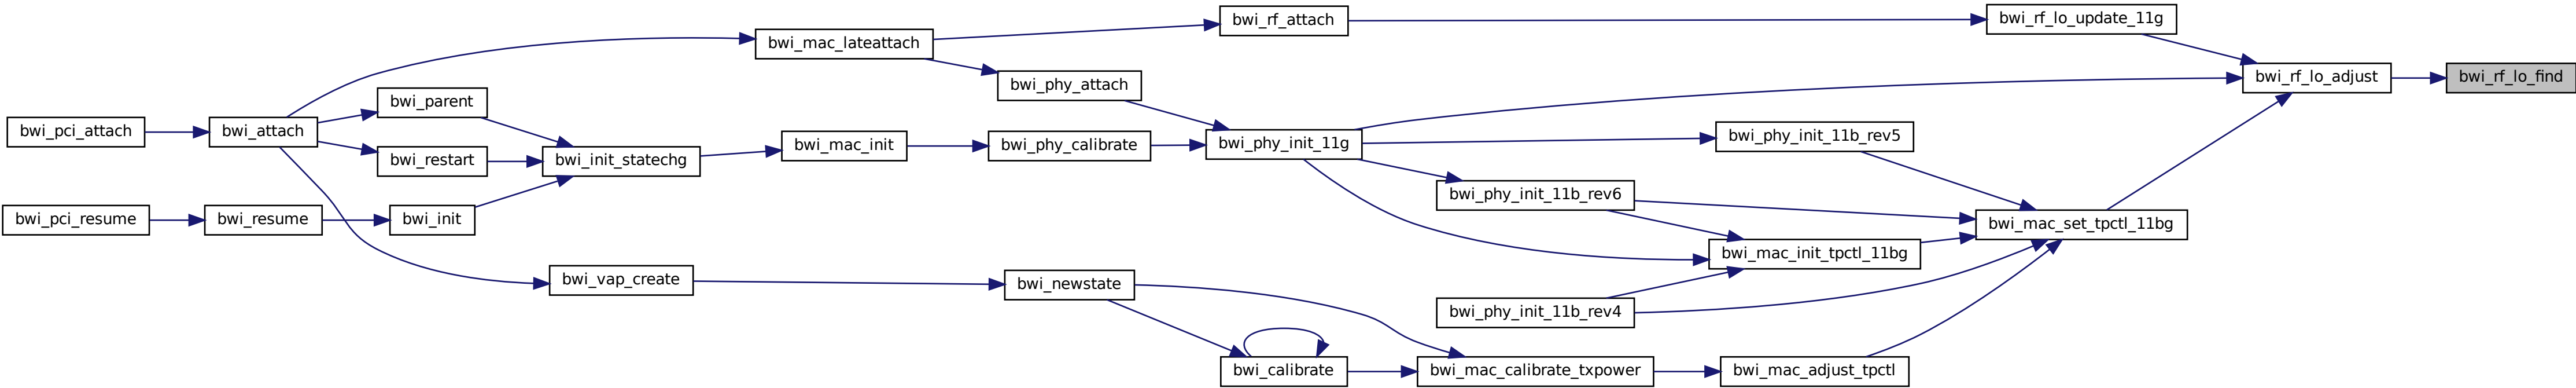 bwi_rf_attach
bwi_rf_lo_update_11g
bwi_mac_lateattach
bwi_rf_lo_adjust
bwi_rf_lo_find
bwi_phy_attach
bwi_parent
bwi_pci_attach
bwi_attach
bwi_phy_init_11b_rev5
bwi_restart
bwi_init_statechg
bwi_mac_init
bwi_phy_calibrate
bwi_phy_init_11g
bwi_phy_init_11b_rev6
bwi_pci_resume
bwi_resume
bwi_init
bwi_mac_set_tpctl_11bg
bwi_mac_init_tpctl_11bg
bwi_vap_create
bwi_newstate
bwi_phy_init_11b_rev4
bwi_calibrate
bwi_mac_calibrate_txpower
bwi_mac_adjust_tpctl